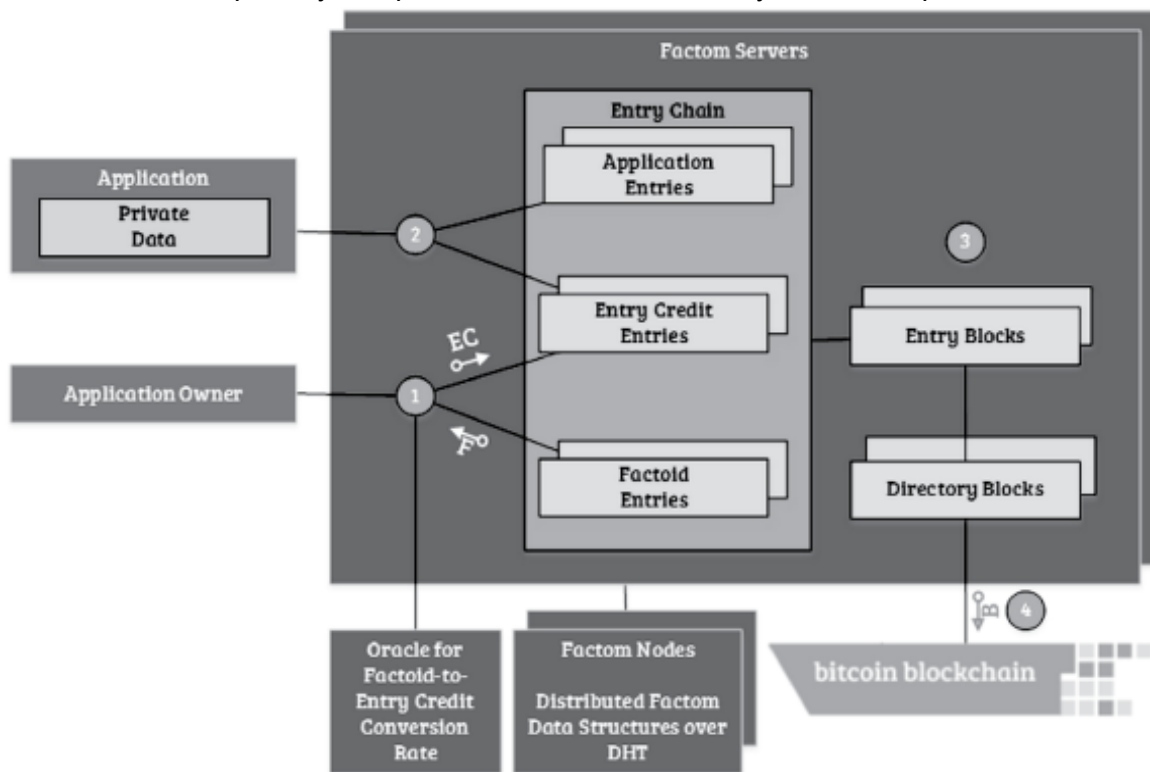 Factom Servers
Entry Chain
Application
Entries
Application
Private
Data
2
3
Entry Credit
Entries
Entry Blocks
EC
Application Owner
1
F
Factoid
Entries
Directory Blocks
B
4
Oracle for
Factoid-to-
Entry Credit
Conversion
Rate
Factom Nodes
Distributed Factom
Data Structures over
DHT
bitcoin blockchain